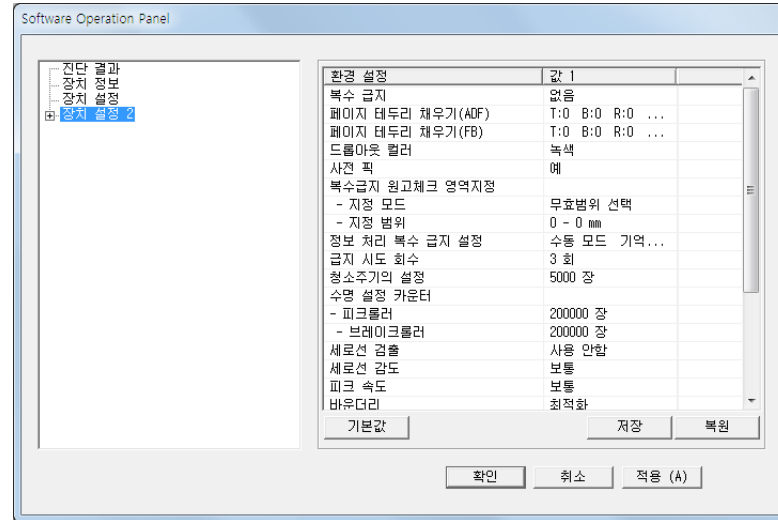 Software Operation Panel
진단 결과
장치 정보
장치 설정
장치 설정 2
환경 설정 값 1
복수 급지 없음
페이지 테두리 채우기(ADF) T:0 B:0 R:0 ...
페이지 테두리 채우기(FB) T:0 B:0 R:0 ...
드롭아웃 컬러 녹색
사전 픽 예
복수급지 원고체크 영역지정
- 지정 모드 무효범위 선택
- 지정 범위 0 - 0 mm
정보 처리 복수 급지 설정 수동 모드 기억...
급지 시도 회수 3 회
청소주기의 설정 5000 장
수명 설정 카운터
- 피크롤러 200000 장
- 브레이크롤러 200000 장
세로선 검출 사용 안함
세로선 감도 보통
피크 속도 보통
바운더리 최적화
기본값 저장 복원
확인 취소 적용 (A)